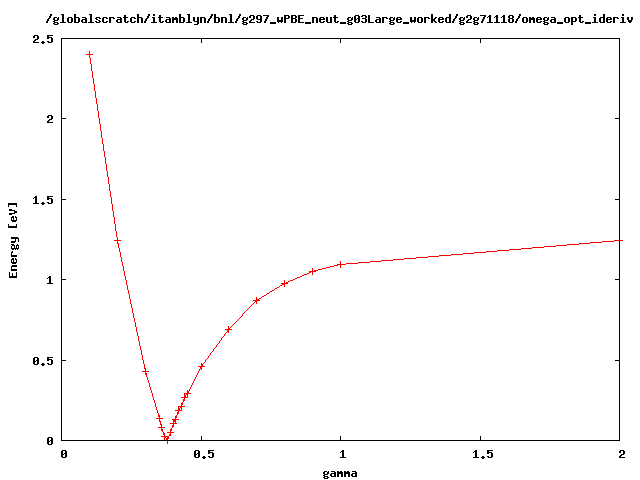 /globalscratch/itamblyn/bnl/g297_wPBE_neut_g03Large_worked/g2g71118/omega_opt_ideriv
2.5
2
1.5
1
0.5
0
Energy [eV]
0 0.5 1 1.5 2
gamma